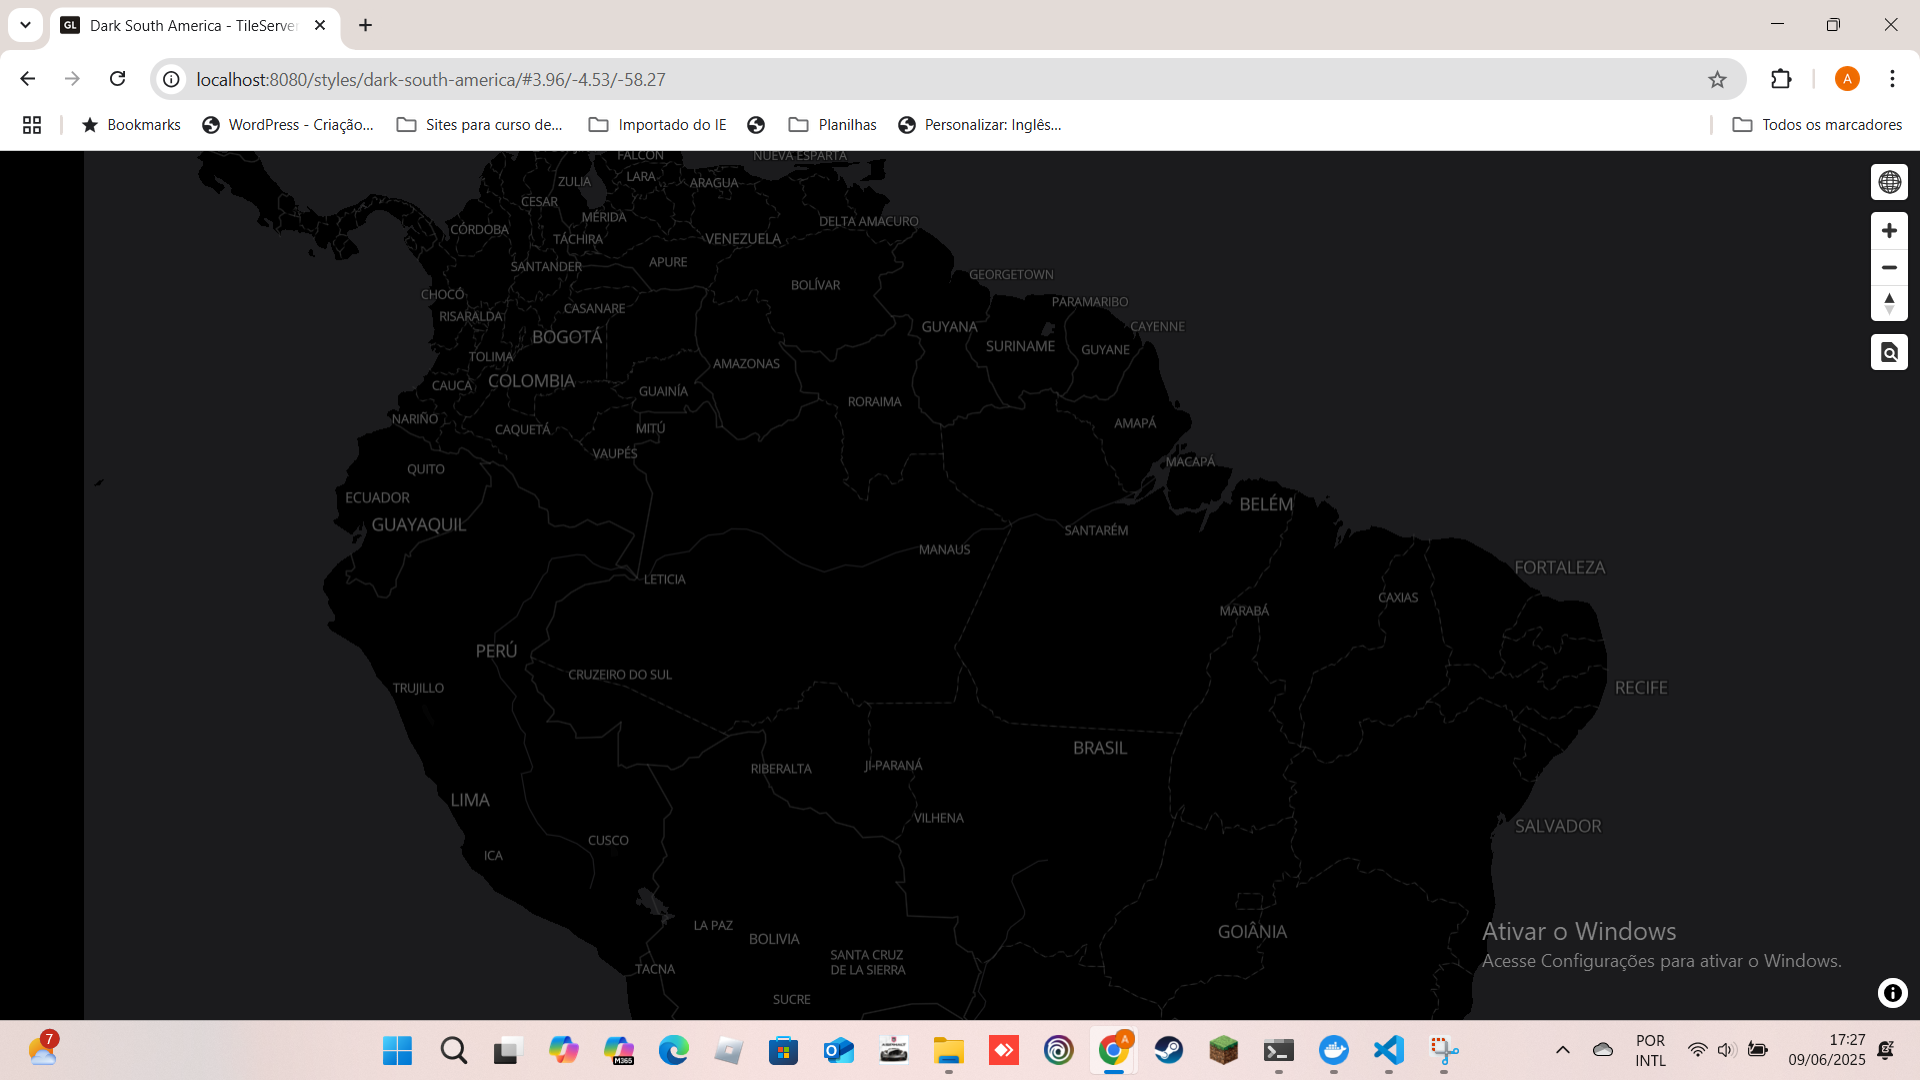 GL Dark South America - TileServer
localhost:8080/styles/dark-south-america/#3.96/-4.53/-58.27
A
Bookmarks
WordPress - Criação...
Sites para curso de...
Importado do IE
Planilhas
Personalizar: Inglês...
Todos os marcadores
FALCÓN
NUEVA ESPARTA
ZULIA
LARA
ARAGUA
CESAR
MÉRIDA
DELTA AMACURO
CÓRDOBA
TÁCHIRA
VENEZUELA
SANTANDER
APURE
GEORGETOWN
BOLÍVAR
CHOCÓ
PARAMARIBO
CASANARE
RISARALDA
GUYANA
CAYENNE
BOGOTÁ
SURINAME
GUYANE
TOLIMA
AMAZONAS
COLOMBIA
CAUCA
GUAINÍA
RORAIMA
NARIÑO
AMAPÁ
CAQUETÁ
MITÚ
VAUPÉS
MACAPÁ
QUITO
ECUADOR
BELÉM
GUAYAQUIL
SANTARÉM
MANAUS
FORTALEZA
LETICIA
CAXIAS
MARABÁ
PERÚ
CRUZEIRO DO SUL
TRUJILLO
RECIFE
BRASIL
RIBERALTA
JI-PARANÁ
LIMA
VILHENA
SALVADOR
CUSCO
ICA
LA PAZ
BOLIVIA
GOIÂNIA
SANTA CRUZ
DE LA SIERRA
TACNA
SUCRE
Ativar o Windows
Acesse Configurações para ativar o Windows.
7
M365
A
POR
INTL
17:27
09/06/2025